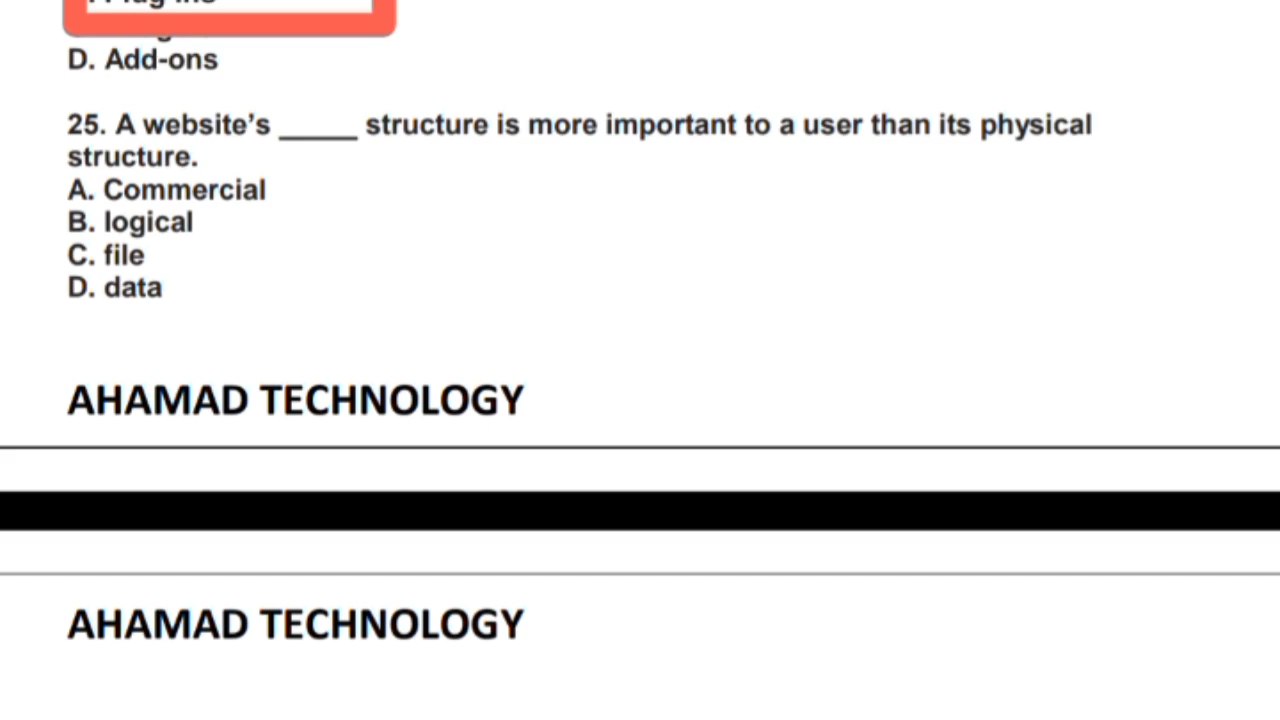 D. Add-ons
25. A website’s _____ structure is more important to a user than its physical
structure.
A. Commercial
B. logical
C. file
D. data
AHAMAD TECHNOLOGY
AHAMAD TECHNOLOGY